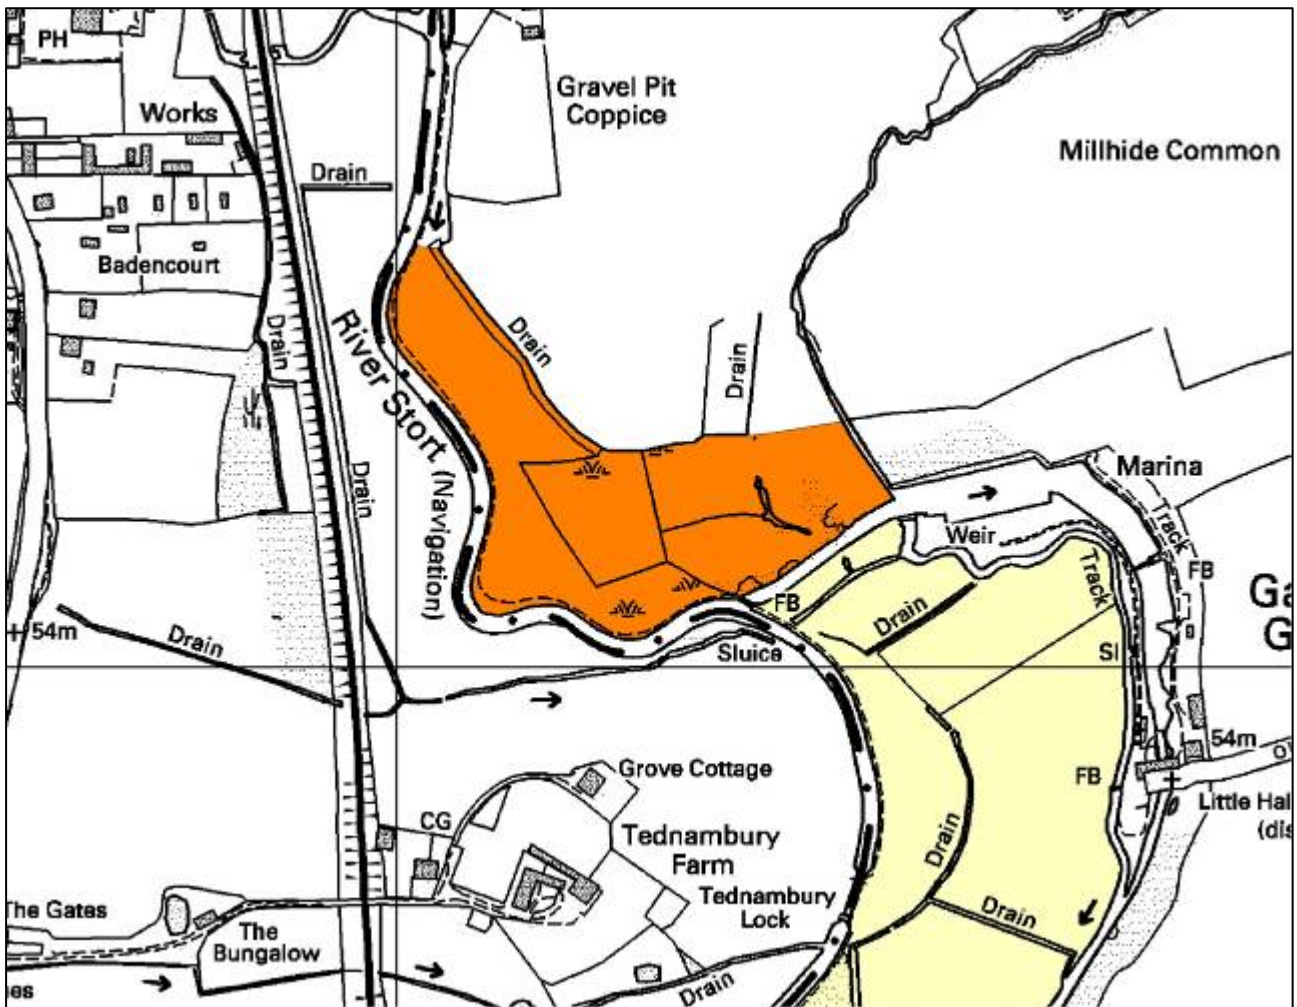 PH
Works
Gravel Pit
Coppice
Millhide Common
Drain
Badencourt
Drain
River Stort (Navigation)
Drain
Drain
Drain
Marina
Track
Weir
FB
Track
FB
Drain
54m
Drain
Sluice
SI
Grove Cottage
54m
FB
CG
Tednambury
Farm
Drain
Tednambury
Lock
The Gates
The
Bungalow
Drain
Drain